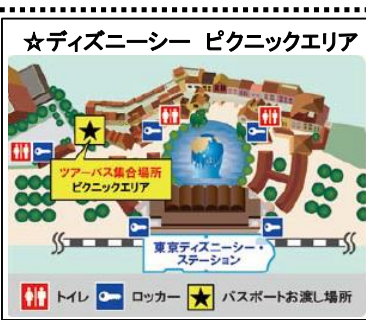 ☆ディズニーシー ピクニックエリア
ツアーバス集合場所
ピクニックエリア
東京ディズニーシー・
ステーション
トイレ ロッカー ★ パスポートお渡し場所